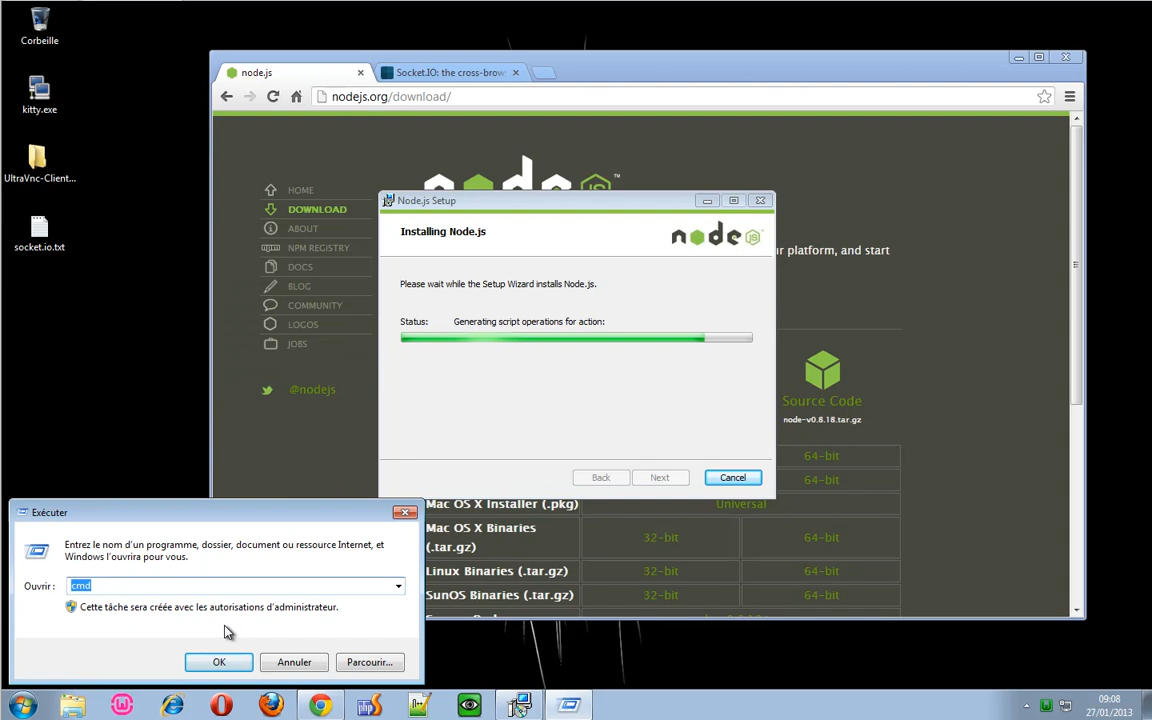 Corbeille
kitty.exe
UltraVnc-Client...
socket.io.txt
node.js
Socket.IO: the cross-brow
nodejs.org/download/
HOME
DOWNLOAD
ABOUT
NPM REGISTRY
DOCS
BLOG
COMMUNITY
LOGOS
JOBS
@nodejs
ur platform, and start
Source Code
node-v0.8.18.tar.gz
64-bit
64-bit
Mac OS X Installer (.pkg)
Universal
Mac OS X Binaries
(.tar.gz)
32-bit
64-bit
Linux Binaries (.tar.gz)
32-bit
64-bit
SunOS Binaries (.tar.gz)
32-bit
64-bit
Node.js Setup
Installing Node.js
node JS
Please wait while the Setup Wizard installs Node.js.
Status: Generating script operations for action:
Back
Next
Cancel
Exécuter
Entrez le nom d'un programme, dossier, document ou ressource Internet, et
Windows l'ouvrira pour vous.
Ouvrir : cmd
Cette tâche sera créée avec les autorisations d'administrateur.
OK
Annuler
Parcourir...
09:08
27/01/2013